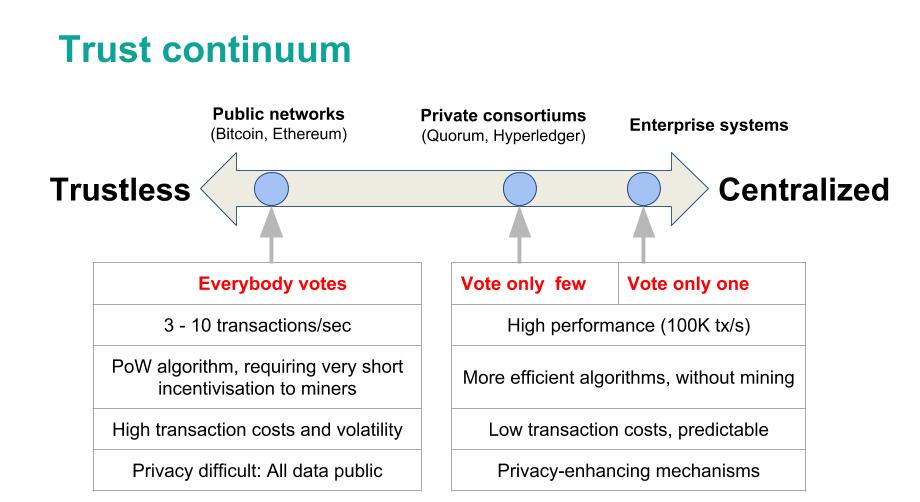 Trust continuum
Public networks
(Bitcoin, Ethereum)
Private consortiums
(Quorum, Hyperledger)
Enterprise systems
Trustless
Centralized
Everybody votes
3 - 10 transactions/sec
PoW algorithm, requiring very short
incentivisation to miners
High transaction costs and volatility
Privacy difficult: All data public
Vote only few
Vote only one
High performance (100K tx/s)
More efficient algorithms, without mining
Low transaction costs, predictable
Privacy-enhancing mechanisms